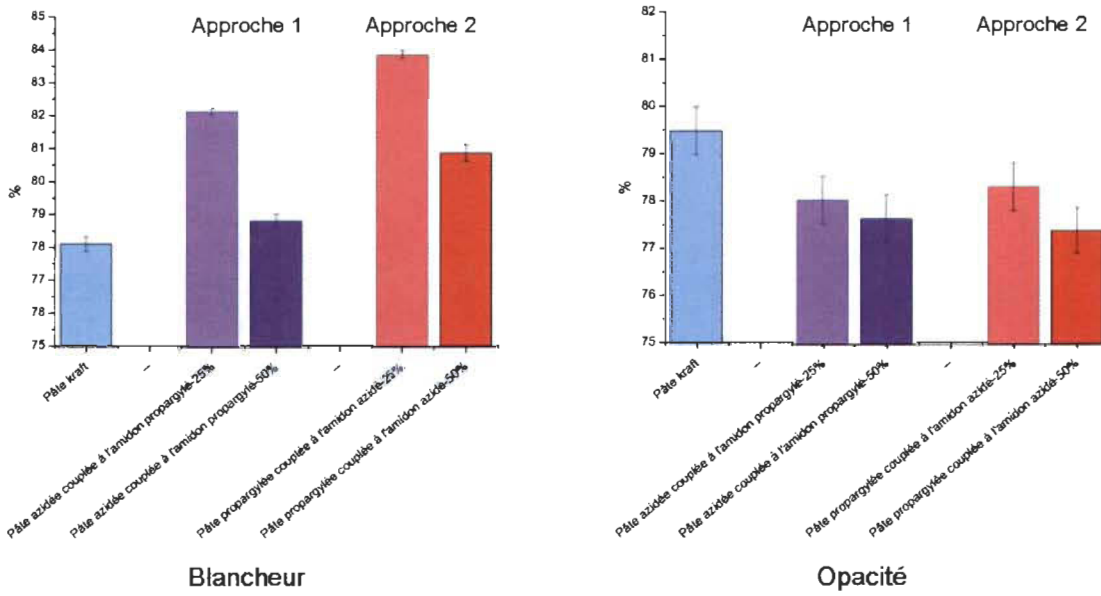 85
84
83
82
81
80
79
78
77
76
75
%
Approche 1
Approche 2
Pâte kraft
–
Pâte azidée couplée à l'amidon propargylé-25%
Pâte azidée couplée à l'amidon propargylé-50%
–
Pâte propargylée couplée à l'amidon azidé-25%
Pâte propargylée couplée à l'amidon azidé-50%
Blancheur
82
81
80
79
78
77
76
75
%
Approche 1
Approche 2
Pâte kraft
–
Pâte azidée couplée à l'amidon propargylé-25%
Pâte azidée couplée à l'amidon propargylé-50%
–
Pâte propargylée couplée à l'amidon azidé-25%
Pâte propargylée couplée à l'amidon azidé-50%
Opacité